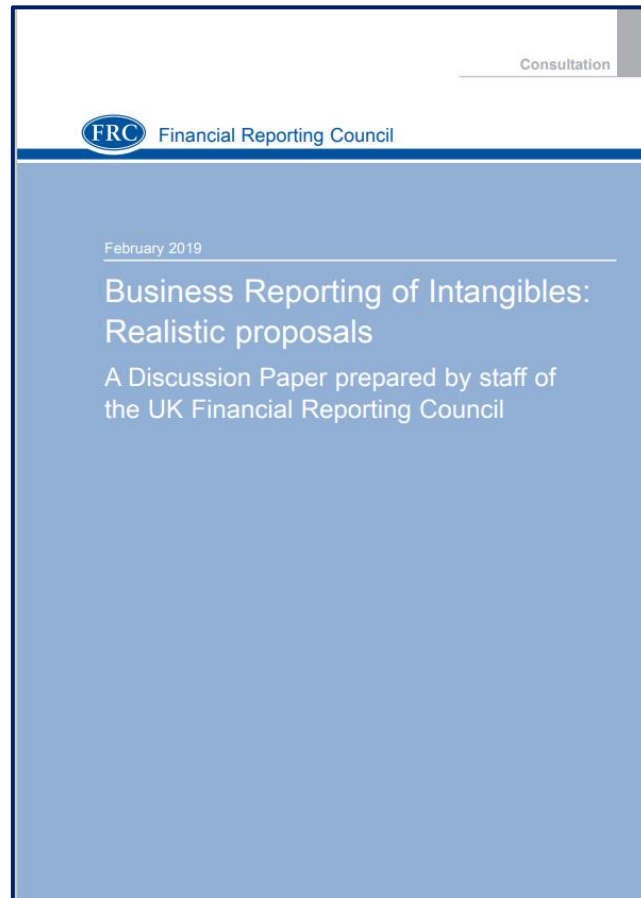 Consultation
FRC Financial Reporting Council
February 2019
Business Reporting of Intangibles:
Realistic proposals
A Discussion Paper prepared by staff of
the UK Financial Reporting Council